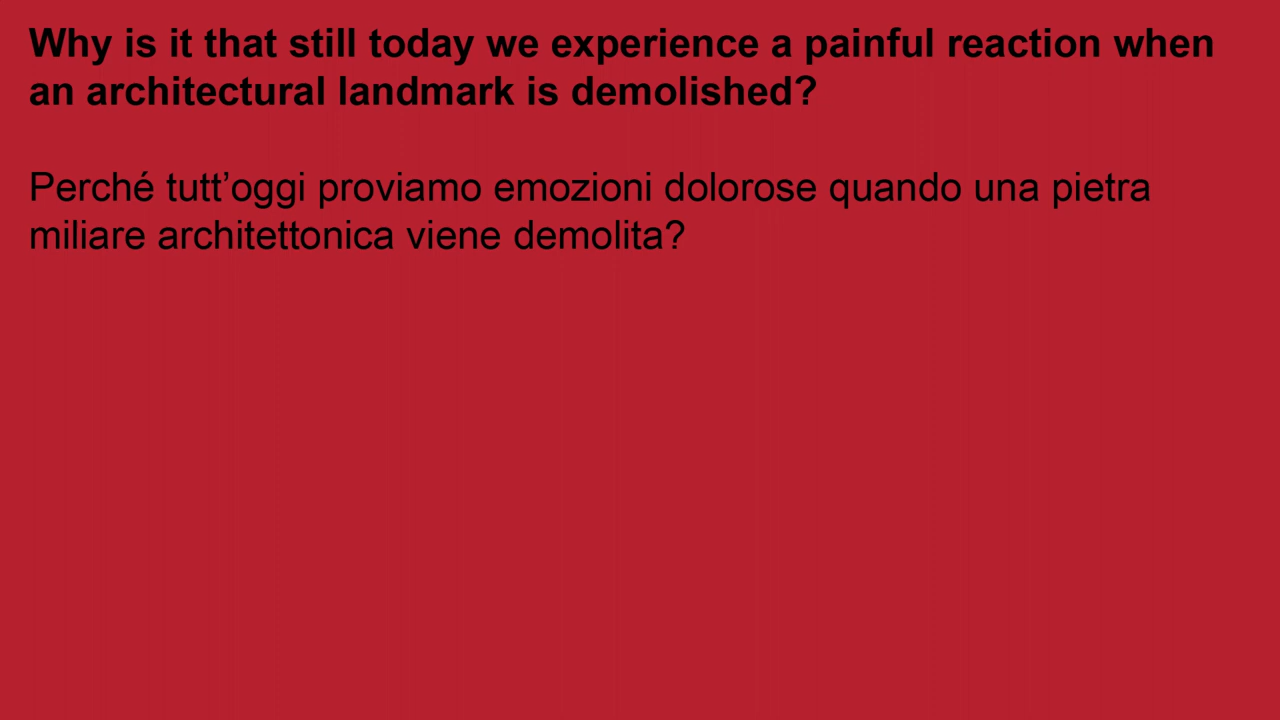 Why is it that still today we experience a painful reaction when
an architectural landmark is demolished?
Perché tutt’oggi proviamo emozioni dolorose quando una pietra
miliare architettonica viene demolita?